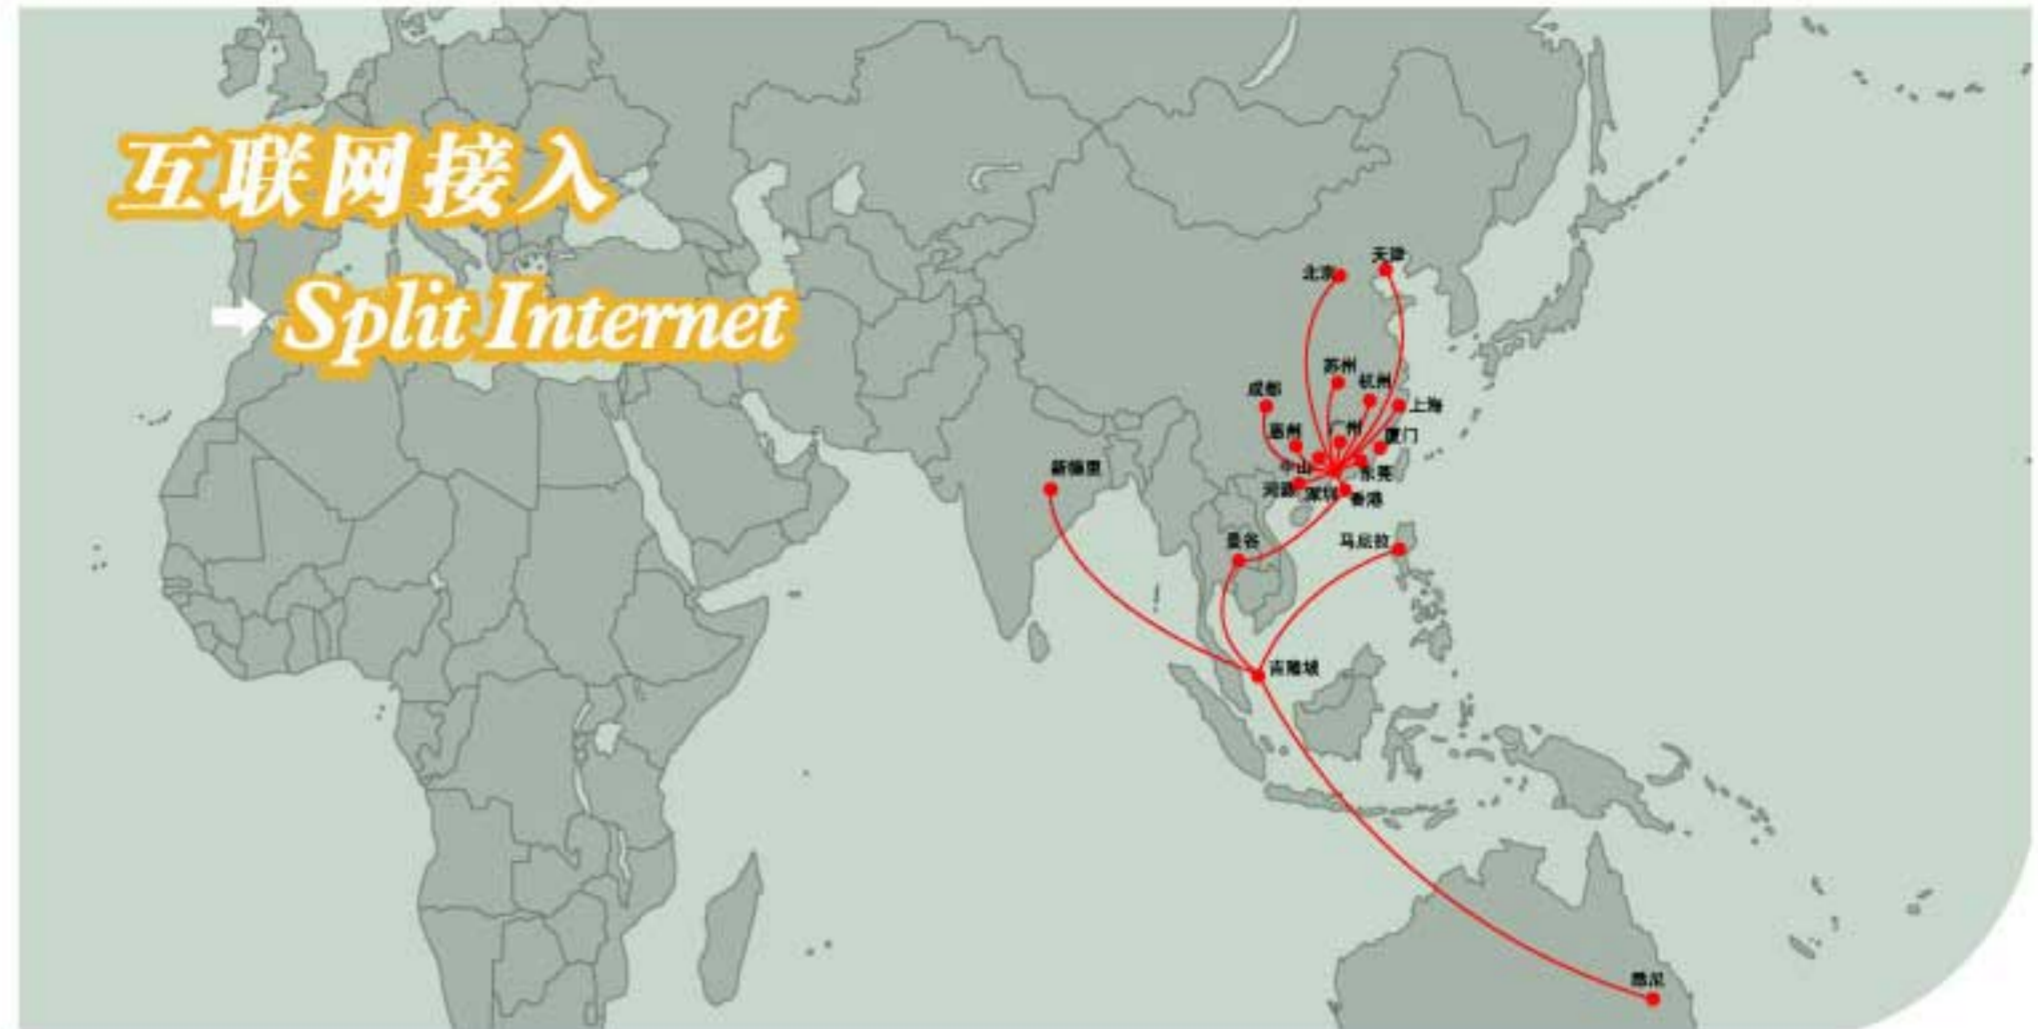 互联网接入
Split Internet
北京
天津
苏州
杭州
成都
上海
惠州
广州
厦门
中山
东莞
河源
深圳
香港
新德里
曼谷
马尼拉
吉隆坡
悉尼